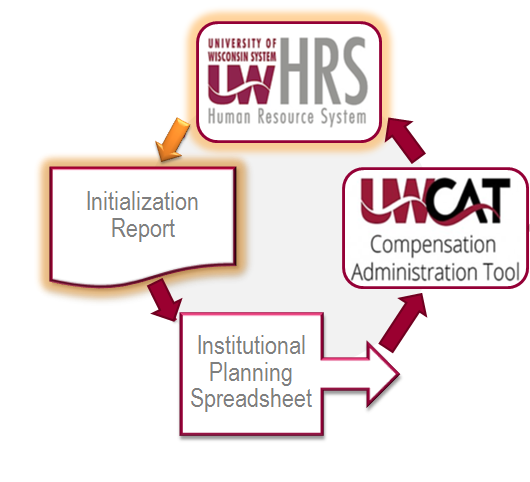 UNIVERSITY OF
WISCONSIN SYSTEM
UW HRS
Human Resource System
Initialization
Report
UWCAT
Compensation
Administration Tool
Institutional
Planning
Spreadsheet